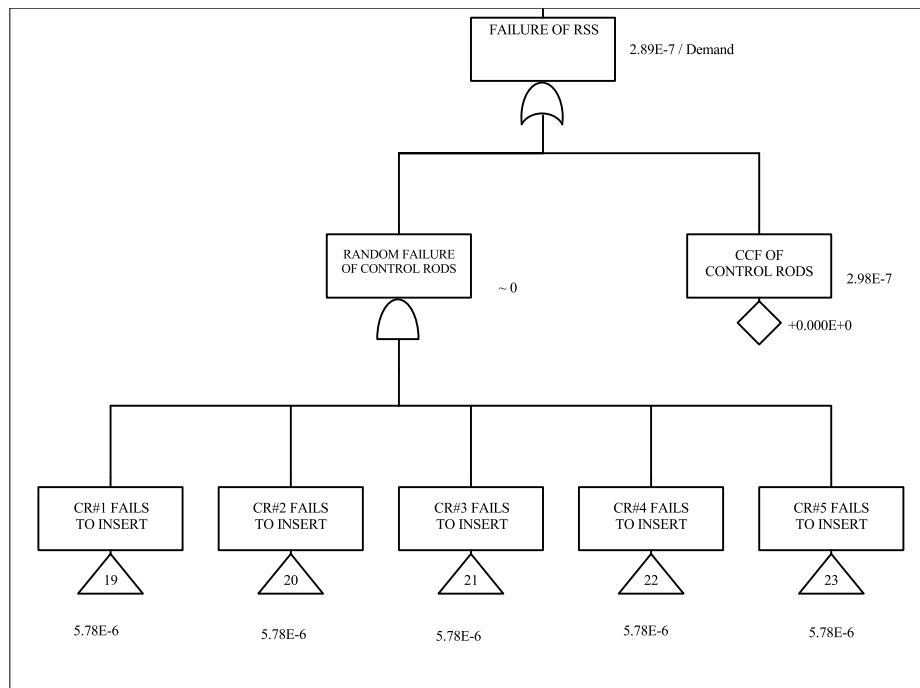 FAILURE OF RSS
2.89E-7 / Demand
RANDOM FAILURE
OF CONTROL RODS
~ 0
CCF OF
CONTROL RODS
2.98E-7
+0.000E+0
CR#1 FAILS
TO INSERT
CR#2 FAILS
TO INSERT
CR#3 FAILS
TO INSERT
CR#4 FAILS
TO INSERT
CR#5 FAILS
TO INSERT
19
20
21
22
23
5.78E-6
5.78E-6
5.78E-6
5.78E-6
5.78E-6